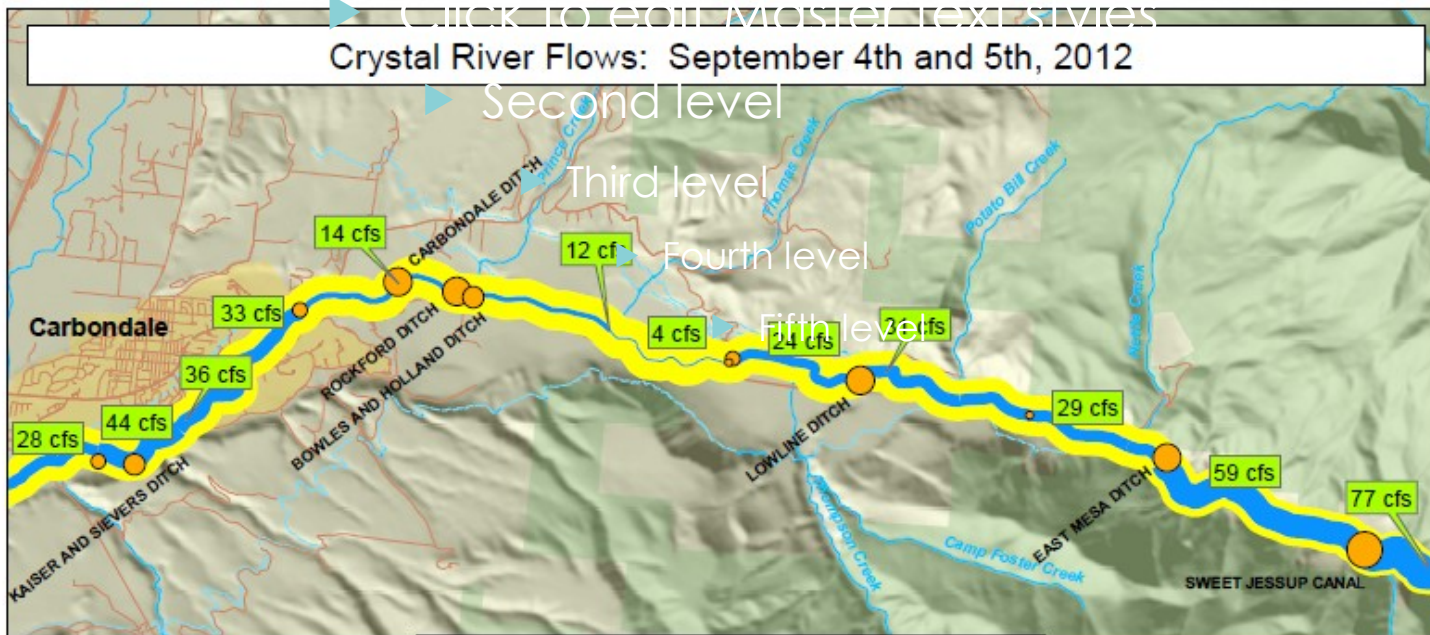 Click to edit Master text styles
Crystal River Flows: September 4th and 5th, 2012
Second level
Third level
Fourth level
Fifth level
Prince Creek
Thomas Creek
Potato Bill Creek
Nettle Creek
CARBONDALE DITCH
14 cfs
12 cfs
33 cfs
Carbondale
ROCKFORD DITCH
BOWLES AND HOLLAND DITCH
4 cfs
24 cfs
cfs
36 cfs
44 cfs
28 cfs
KAISER AND SIEVERS DITCH
LOWLINE DITCH
29 cfs
59 cfs
77 cfs
EAST MESA DITCH
Thompson Creek
Camp Foster Creek
SWEET JESSUP CANAL